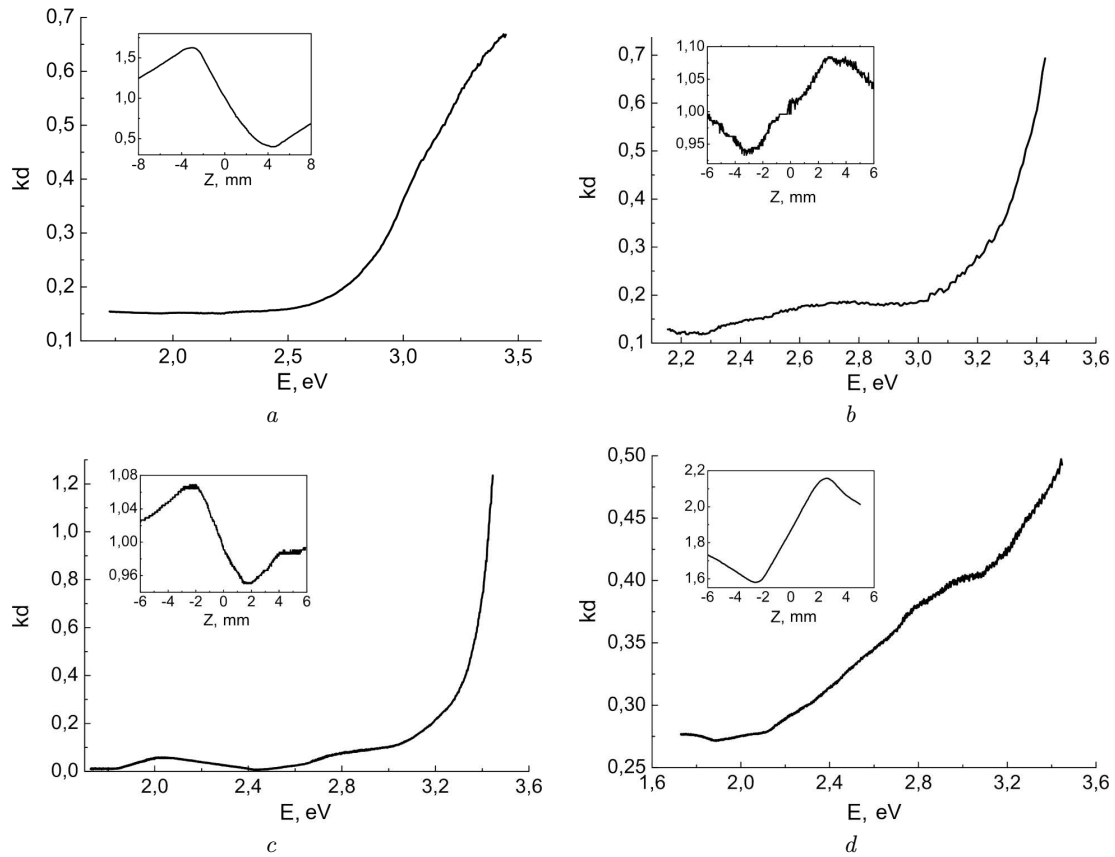 0,7
0,6
0,5
0,4
0,3
0,2
0,1
kd
2,0 2,5 3,0 3,5
E, eV
1,5
1,0
0,5
-8 -4 0 4 8
Z, mm
a
0,7
0,6
0,5
0,4
0,3
0,2
0,1
kd
2,2 2,4 2,6 2,8 3,0 3,2 3,4 3,6
E, eV
1,10
1,05
1,00
0,95
-6 -4 -2 0 2 4 6
Z, mm
b
1,2
1,0
0,8
0,6
0,4
0,2
0,0
kd
2,0 2,4 2,8 3,2 3,6
E, eV
1,08
1,04
1,00
0,96
-6 -4 -2 0 2 4 6
Z, mm
c
0,50
0,45
0,40
0,35
0,30
0,25
kd
1,6 2,0 2,4 2,8 3,2 3,6
E, eV
2,2
2,0
1,8
1,6
-6 -4 -2 0 2 4 6
Z, mm
d